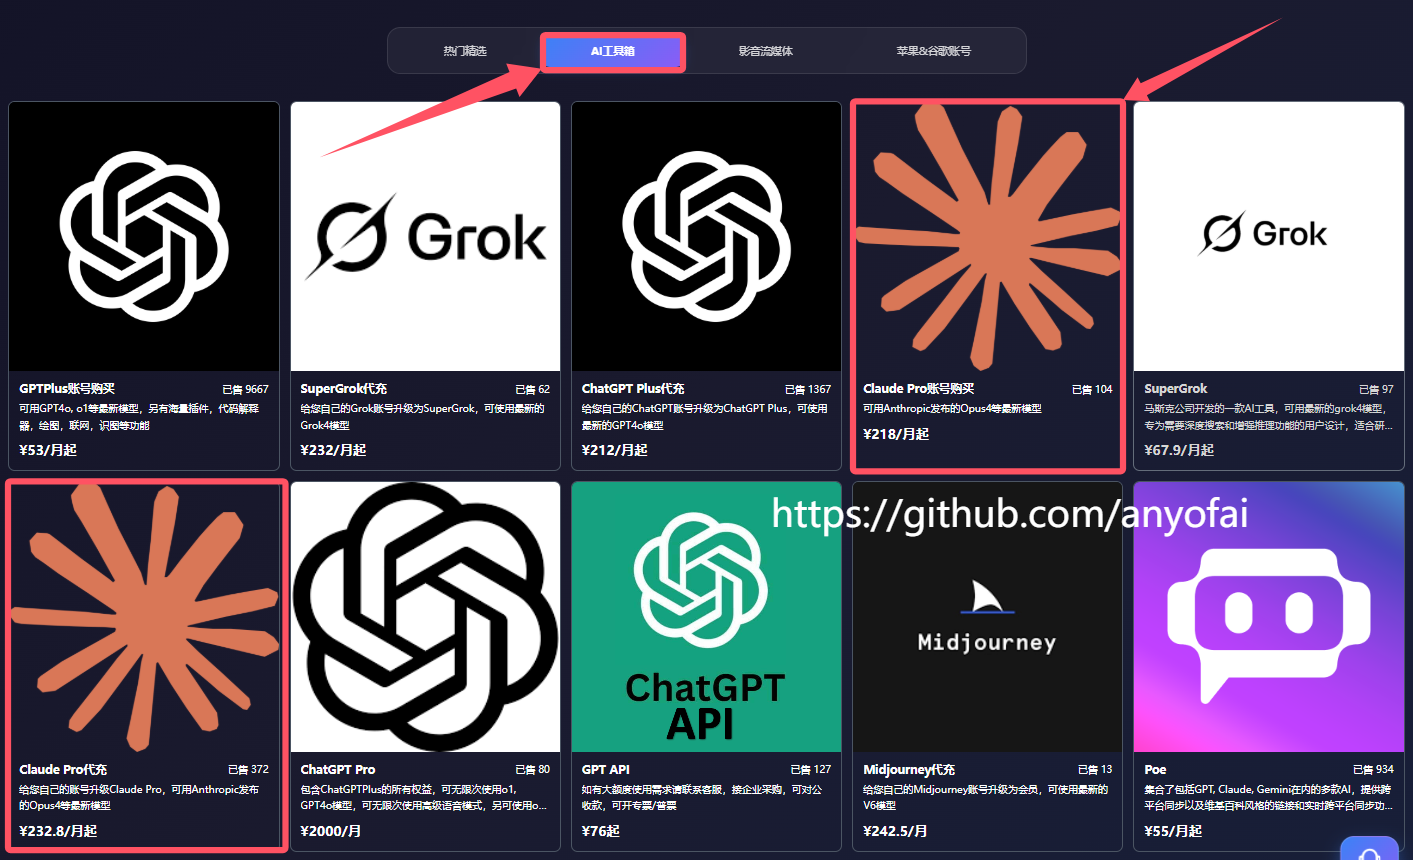 热门精选
AI工具箱
影音流媒体
苹果&谷歌账号
Grok
Grok
GPTPlus账号购买
已售 9667
可用GPT4o, o1等最新模型，另有海量插件，代码解释
器，绘图，联网，识图等功能
¥53/月起
SuperGrok代充
已售 62
给您自己的Grok账号升级为SuperGrok，可使用最新的
Grok4模型
¥232/月起
ChatGPT Plus代充
已售 1367
给您自己的ChatGPT账号升级为ChatGPT Plus，可使用
最新的GPT4o模型
¥212/月起
Claude Pro账号购买
已售 104
可用Anthropic发布的Opus4等最新模型
¥218/月起
SuperGrok
已售 97
马斯克公司开发的一款AI工具，可用最新的grok4模型，
专为需要深度搜索和增强推理功能的用户设计，适合研...
¥67.9/月起
https://github.com/anyofai
ChatGPT
API
Midjourney
Claude Pro代充
已售 372
给您自己的账号升级Claude Pro，可用Anthropic发布
的Opus4等最新模型
¥232.8/月起
ChatGPT Pro
已售 80
包含ChatGPTPlus的所有权益，可无限次使用o1,
GPT4o模型，可无限次使用高级语音模式，另可使用o...
¥2000/月
GPT API
已售 127
如有大额度使用需求请联系客服，接企业采购，可对公
收款，可开专票/普票
¥76起
Midjourney代充
已售 13
给您自己的Midjourney账号升级为会员，可使用最新的
V6模型
¥242.5/月
Poe
已售 934
集合了包括GPT, Claude, Gemini在内的多款AI，提供跨
平台同步以及维基百科风格的链接和实时跨平台同步功...
¥55/月起